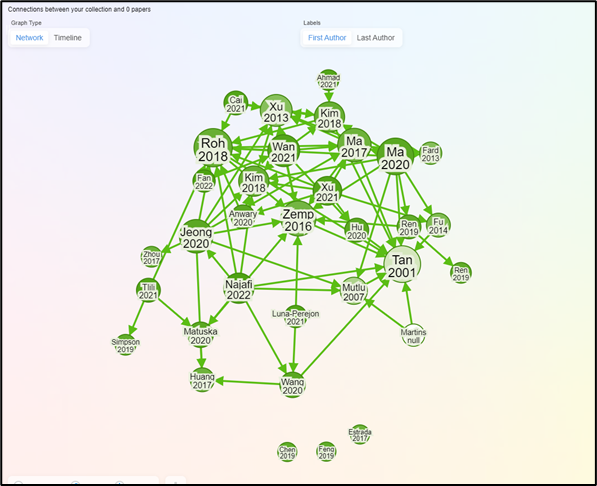 Connections between your collection and 0 papers
Graph Type
Labels
Network Timeline
First Author Last Author
Ahmad
2021
Cai
2021
Xu
2013
Kim
2018
Roh
2018
Wan
2021
Ma
2017
Ma
2020
Fard
2013
Fan
2022
Kim
2018
Xu
2021
Anwary
2020
Zemp
2016
Hu
2020
Ren
2019
Fu
2014
Jeong
2020
Zhou
2017
Tan
2001
Ren
2019
Tlili
2021
Najafi
2022
Mutlu
2007
Luna-Perejon
2021
Simpson
2019
Matuska
2020
Martins
null
Huang
2017
Wang
2020
Estrada
2017
Chen
2019
Feng
2019